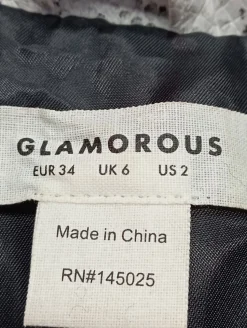 GLAMOROUS
EUR 34 UK 6 US 2
Made in China
RN#145025